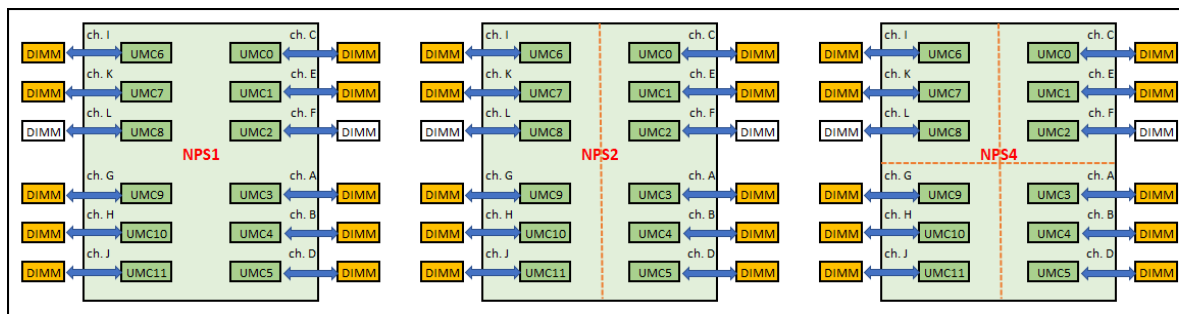 ch. I ch. C
DIMM UMC6 UMC0 DIMM
ch. K ch. E
DIMM UMC7 UMC1 DIMM
ch. L ch. F
DIMM UMC8 UMC2 DIMM
NPS1
ch. G ch. A
DIMM UMC9 UMC3 DIMM
ch. H ch. B
DIMM UMC10 UMC4 DIMM
ch. J ch. D
DIMM UMC11 UMC5 DIMM
ch. I ch. C
DIMM UMC6 UMC0 DIMM
ch. K ch. E
DIMM UMC7 UMC1 DIMM
ch. L ch. F
DIMM UMC8 UMC2 DIMM
NPS2
ch. G ch. A
DIMM UMC9 UMC3 DIMM
ch. H ch. B
DIMM UMC10 UMC4 DIMM
ch. J ch. D
DIMM UMC11 UMC5 DIMM
ch. I ch. C
DIMM UMC6 UMC0 DIMM
ch. K ch. E
DIMM UMC7 UMC1 DIMM
ch. L ch. F
DIMM UMC8 UMC2 DIMM
NPS4
ch. G ch. A
DIMM UMC9 UMC3 DIMM
ch. H ch. B
DIMM UMC10 UMC4 DIMM
ch. J ch. D
DIMM UMC11 UMC5 DIMM